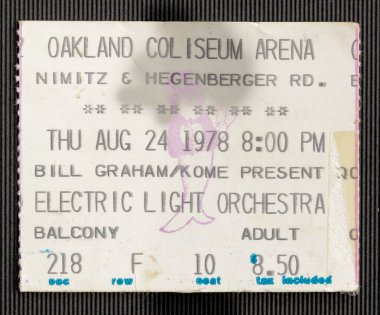 OAKLAND COLISEUM ARENA
NIMITZ & HEGENBERGER RD.
** ** ** ** ** **
THU AUG 24 1978 8:00 PM
BILL GRAHAM/KOME PRESENT
ELECTRIC LIGHT ORCHESTRA
BALCONY ADULT
218 F 10 $8.50
sec row seat tax included